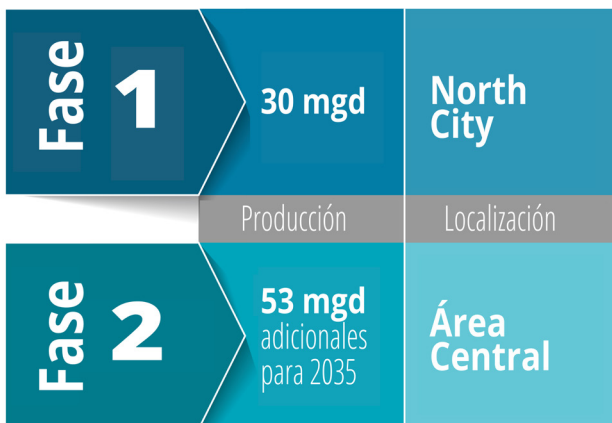 Fase 1
30 mgd
North
City
Producción
Localización
Fase 2
53 mgd
adicionales
para 2035
Área
Central